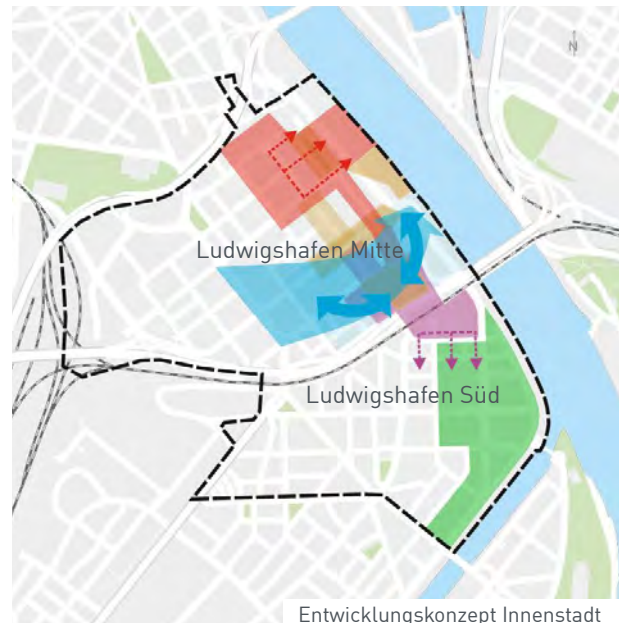 N
Ludwigshafen Mitte
Ludwigshafen Süd
Entwicklungskonzept Innenstadt